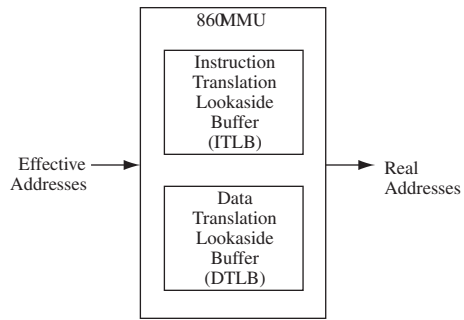 860MMU
Instruction
Translation
Lookaside
Buffer
(ITLB)
Effective
Addresses
Real
Addresses
Data
Translation
Lookaside
Buffer
(DTLB)